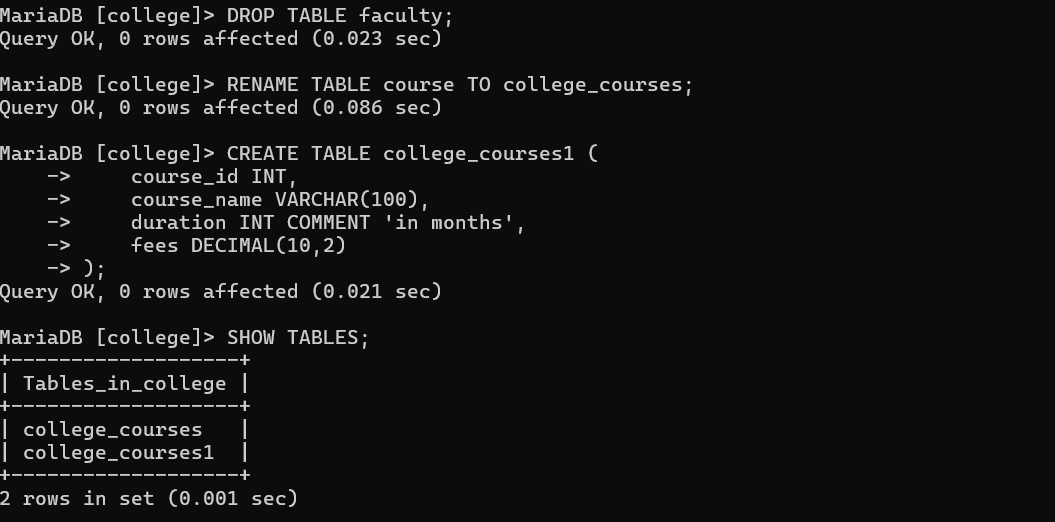 MariaDB [college]> DROP TABLE faculty;
Query OK, 0 rows affected (0.023 sec)

MariaDB [college]> RENAME TABLE course TO college_courses;
Query OK, 0 rows affected (0.086 sec)

MariaDB [college]> CREATE TABLE college_courses1 (
    ->     course_id INT,
    ->     course_name VARCHAR(100),
    ->     duration INT COMMENT 'in months',
    ->     fees DECIMAL(10,2)
    -> );
Query OK, 0 rows affected (0.021 sec)

MariaDB [college]> SHOW TABLES;
+-------------------+
| Tables_in_college |
+-------------------+
| college_courses   |
| college_courses1  |
+-------------------+
2 rows in set (0.001 sec)